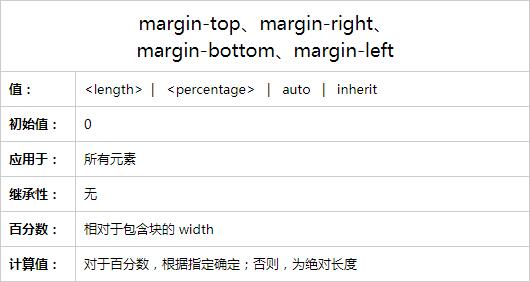 margin-top、margin-right、
margin-bottom、margin-left
值： <length> | <percentage> | auto | inherit
初始值： 0
应用于： 所有元素
继承性： 无
百分数： 相对于包含块的 width
计算值： 对于百分数，根据指定确定；否则，为绝对长度